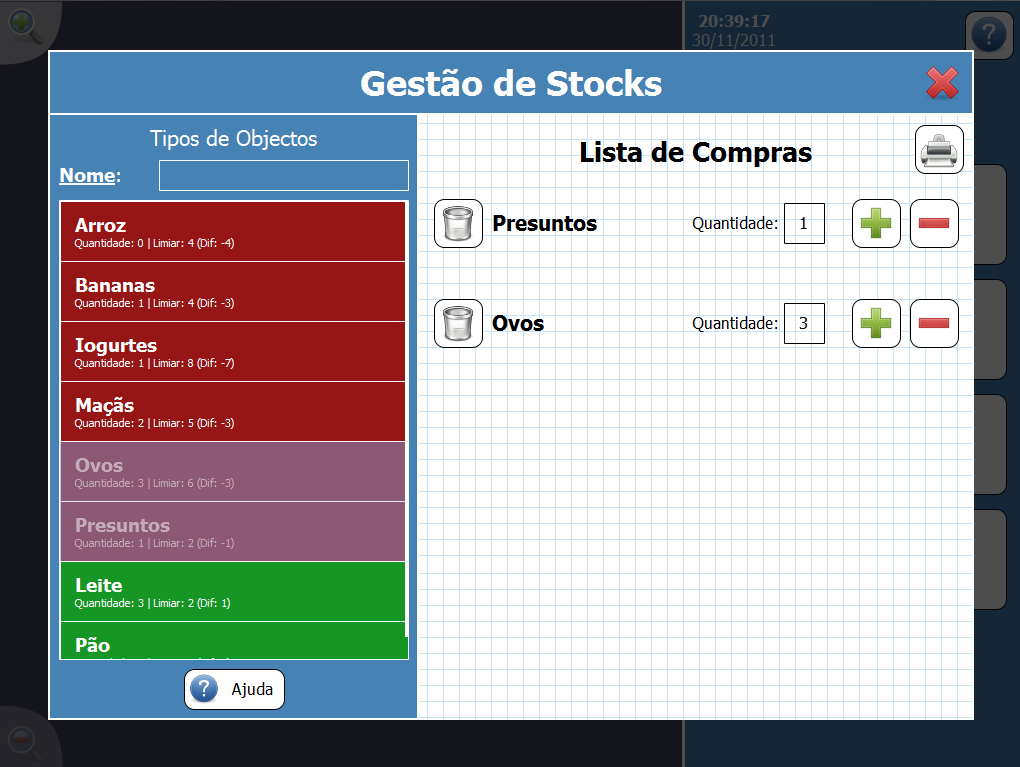 20:39:17
30/11/2011
Gestão de Stocks
Tipos de Objectos
Nome:
Arroz
Quantidade: 0 | Limiar: 4 (Dif: -4)
Bananas
Quantidade: 1 | Limiar: 4 (Dif: -3)
Iogurtes
Quantidade: 1 | Limiar: 8 (Dif: -7)
Maçãs
Quantidade: 2 | Limiar: 5 (Dif: -3)
Ovos
Quantidade: 3 | Limiar: 6 (Dif: -3)
Presuntos
Quantidade: 1 | Limiar: 2 (Dif: -1)
Leite
Quantidade: 3 | Limiar: 2 (Dif: 1)
Pão
Ajuda
Lista de Compras
Presuntos Quantidade: 1
Ovos Quantidade: 3